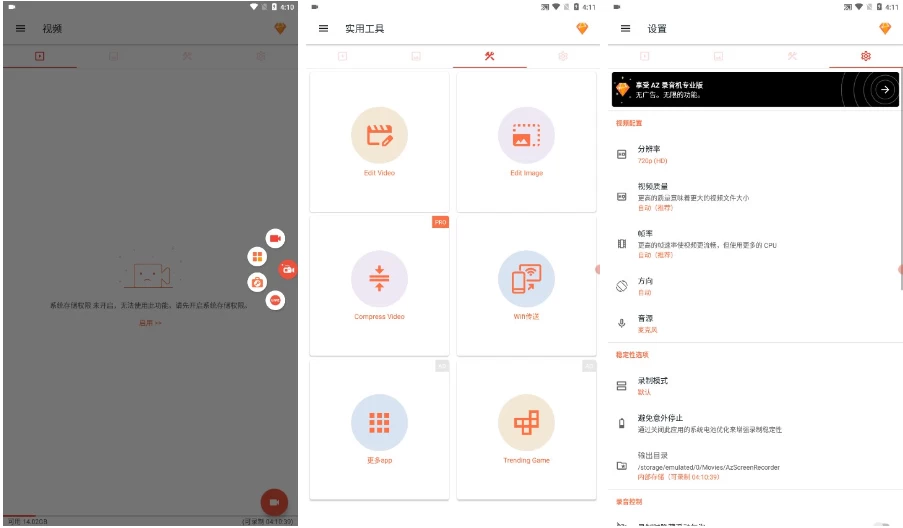 4:10
视频
系统存储权限 未开启，无法使用此功能，请先开启系统存储权限。
启用 >>
可用 14.02GB
(可录制 04:10:39)
4:11
实用工具
Edit Video
Edit Image
PRO
Compress Video
Wifi传送
AD
AD
更多app
Trending Game
4:11
设置
享受 AZ 录音机专业版
无广告。无限的功能。
视频配置
分辨率
720p (HD)
视频质量
更高的质量意味着更大的视频文件大小
自动（推荐）
帧率
更高的帧速率使视频更流畅，但使用更多的 CPU
自动（推荐）
方向
自动
音源
麦克风
稳定性选项
录制模式
默认
避免意外停止
通过关闭此应用的系统电池优化来增强录制稳定性
输出目录
/storage/emulated/0/Movies/AzScreenRecorder
内部存储（可录制 04:10:39）
录音控制